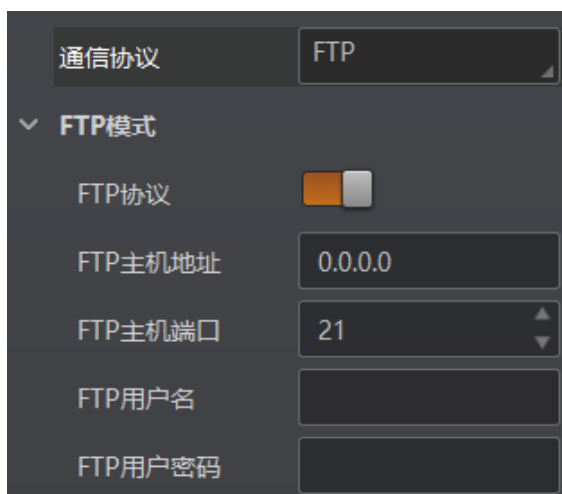 通信协议 FTP
FTP模式
FTP协议
FTP主机地址 0.0.0.0
FTP主机端口 21
FTP用户名
FTP用户密码